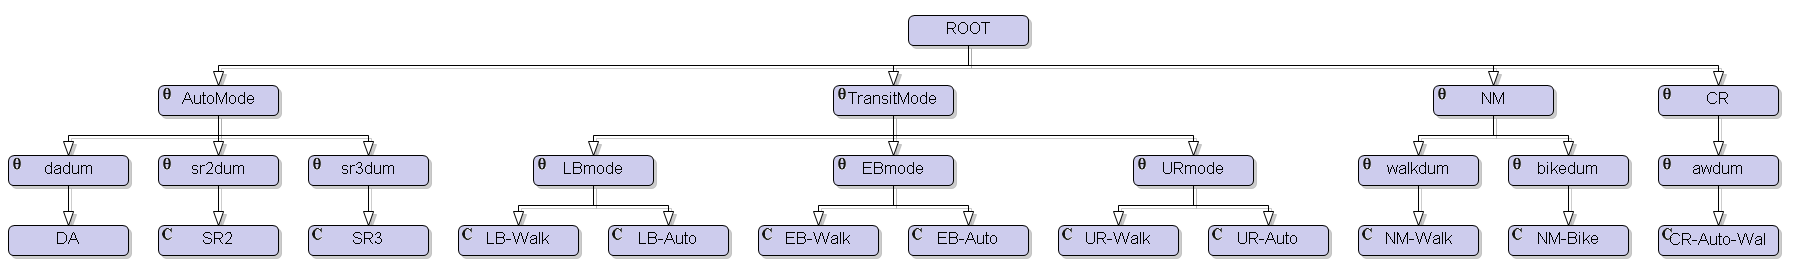 ROOT
θ AutoMode
θ TransitMode
θ NM
θ CR
θ dadum
θ sr2dum
θ sr3dum
θ LBmode
θ EBmode
θ URmode
θ walkdum
θ bikedum
θ awdum
DA
C SR2
C SR3
C LB-Walk
C LB-Auto
C EB-Walk
C EB-Auto
C UR-Walk
C UR-Auto
C NM-Walk
C NM-Bike
C CR-Auto-Wal